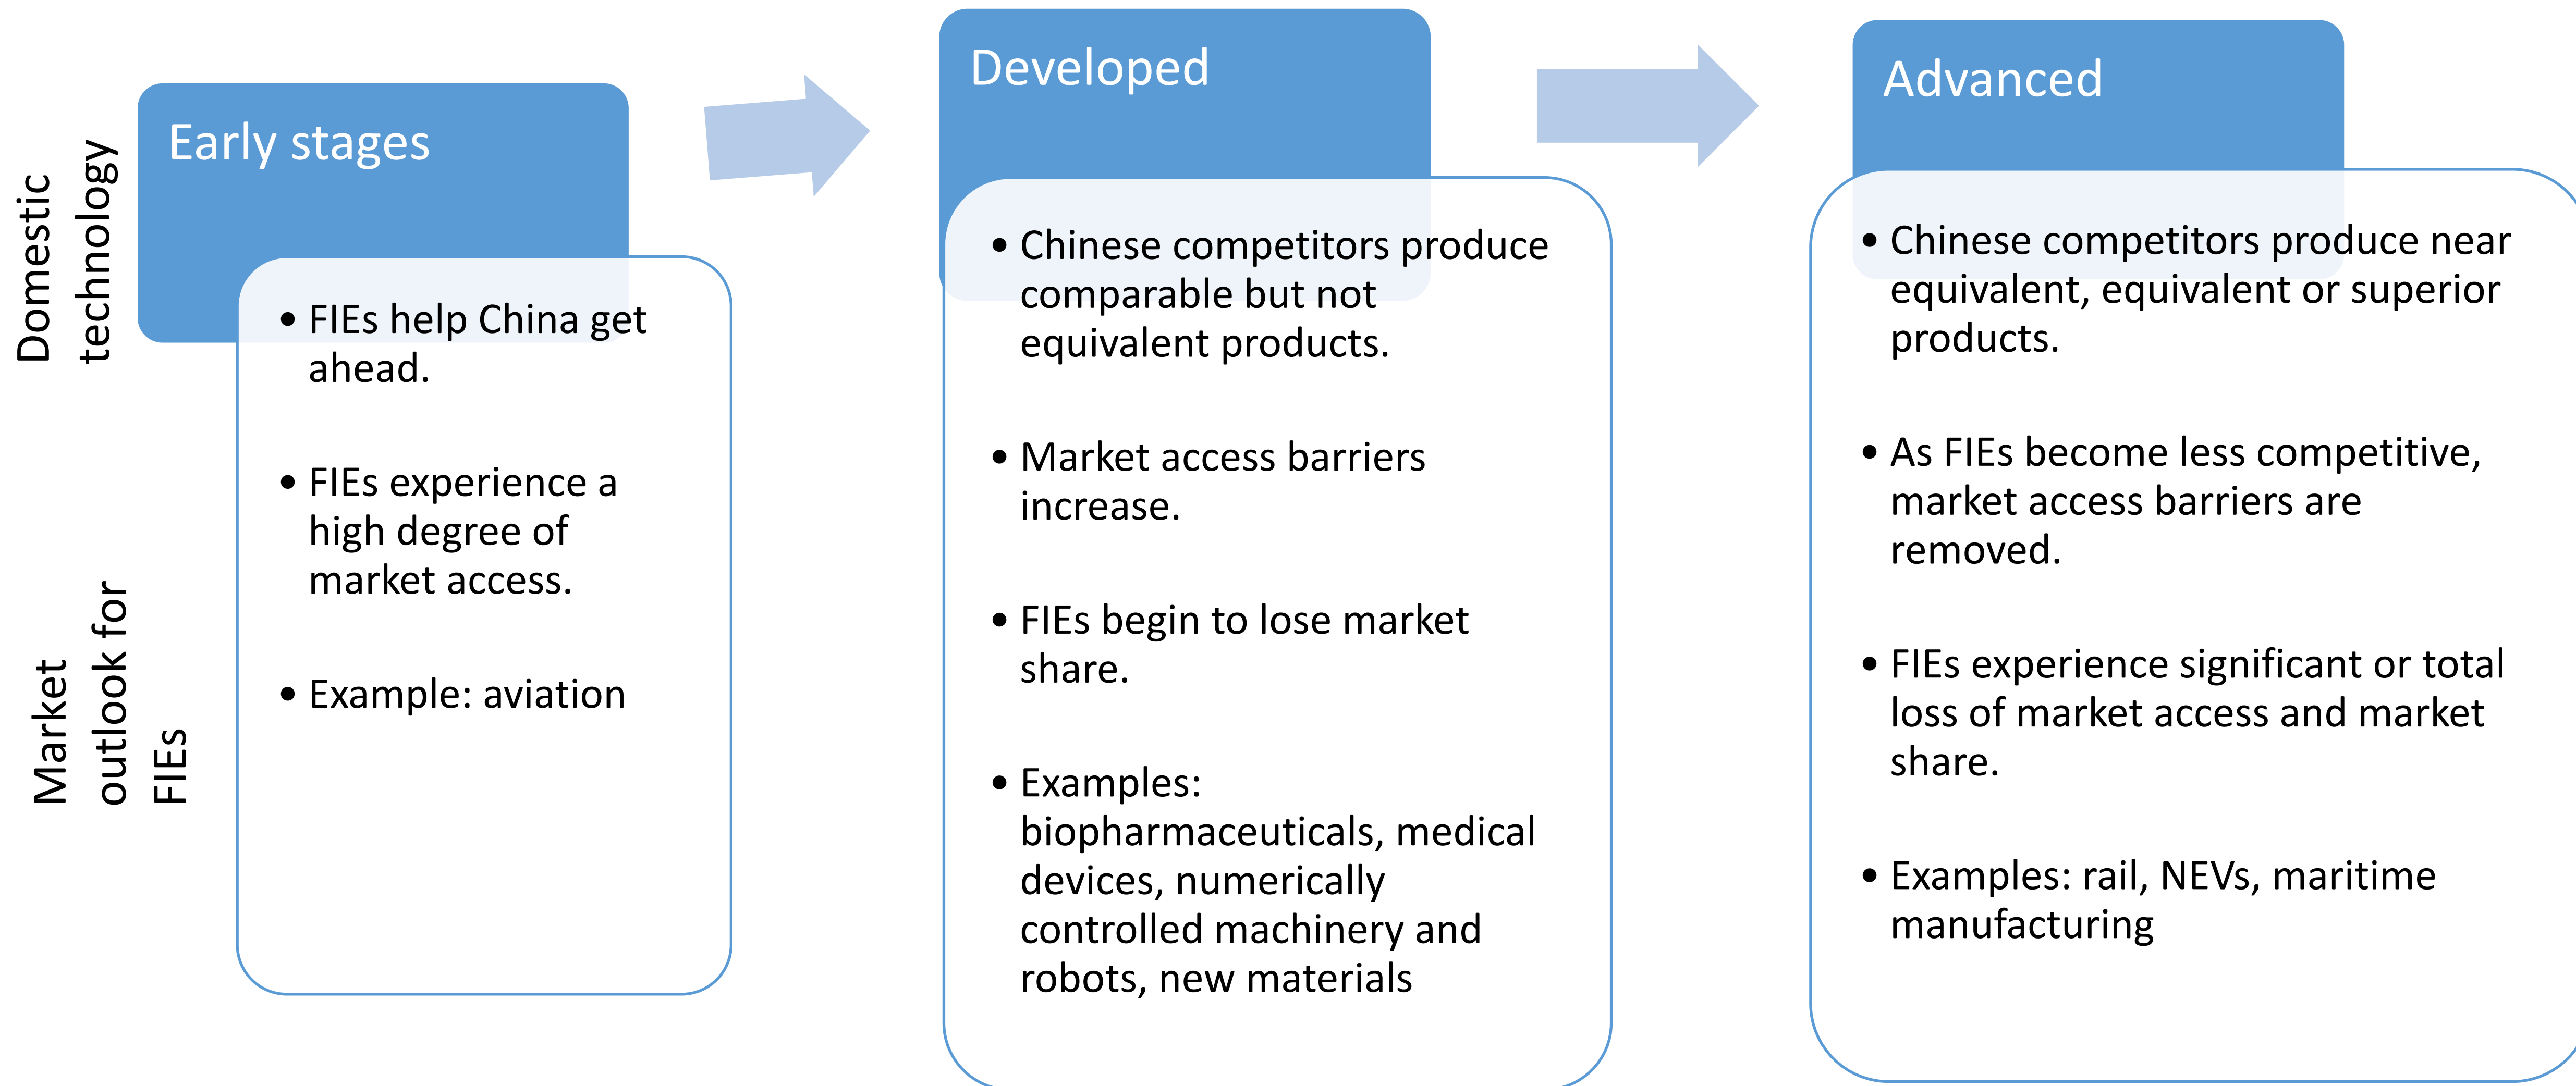 Domestic
technology
Market
outlook for
FIEs
Early stages
• FIEs help China get
ahead.
• FIEs experience a
high degree of
market access.
• Example: aviation
Developed
• Chinese competitors produce
comparable but not
equivalent products.
• Market access barriers
increase.
• FIEs begin to lose market
share.
• Examples:
biopharmaceuticals, medical
devices, numerically
controlled machinery and
robots, new materials
Advanced
• Chinese competitors produce near
equivalent, equivalent or superior
products.
• As FIEs become less competitive,
market access barriers are
removed.
• FIEs experience significant or total
loss of market access and market
share.
• Examples: rail, NEVs, maritime
manufacturing